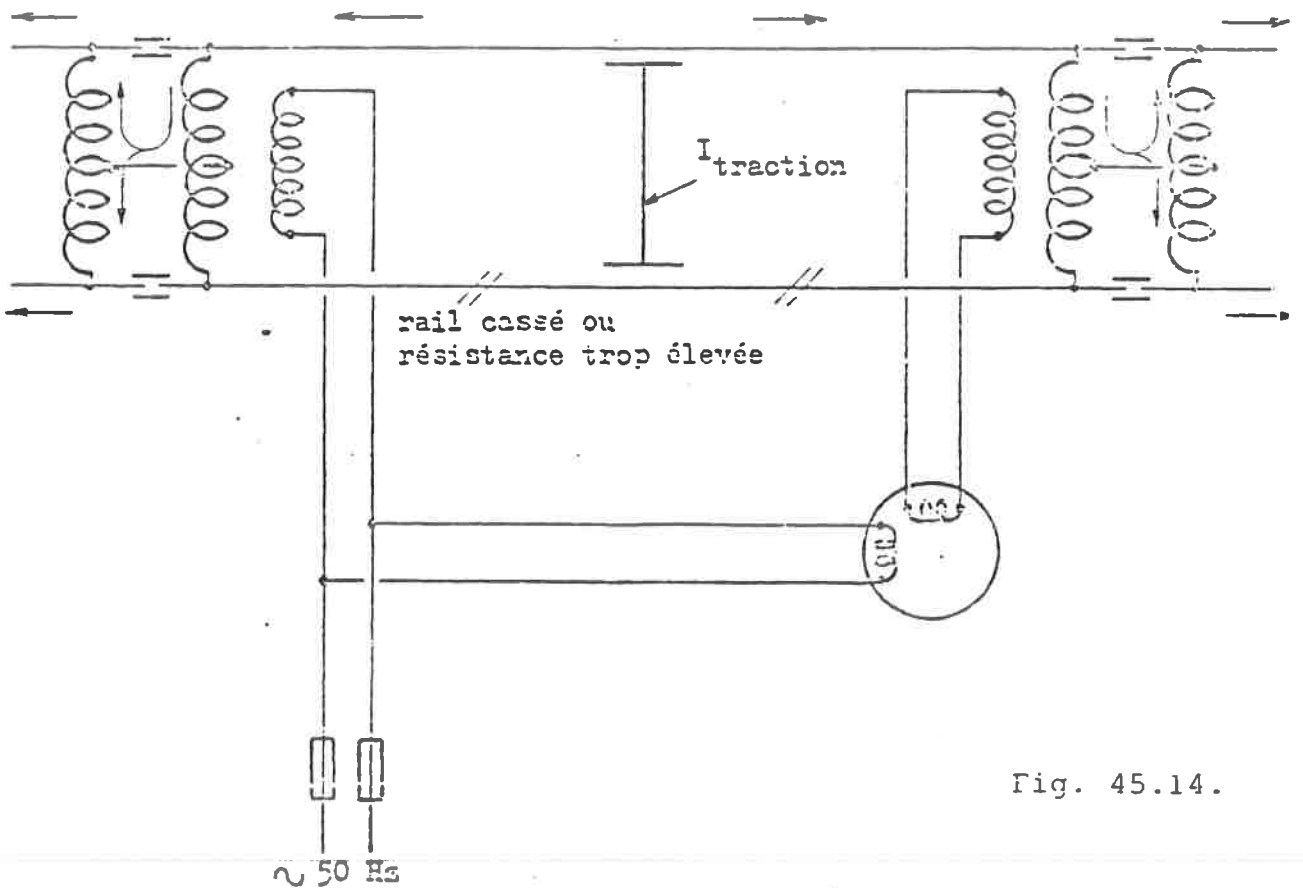 I traction
rail cassé ou
résistance trop élevée
Fig. 45.14.
~ 50 Hz